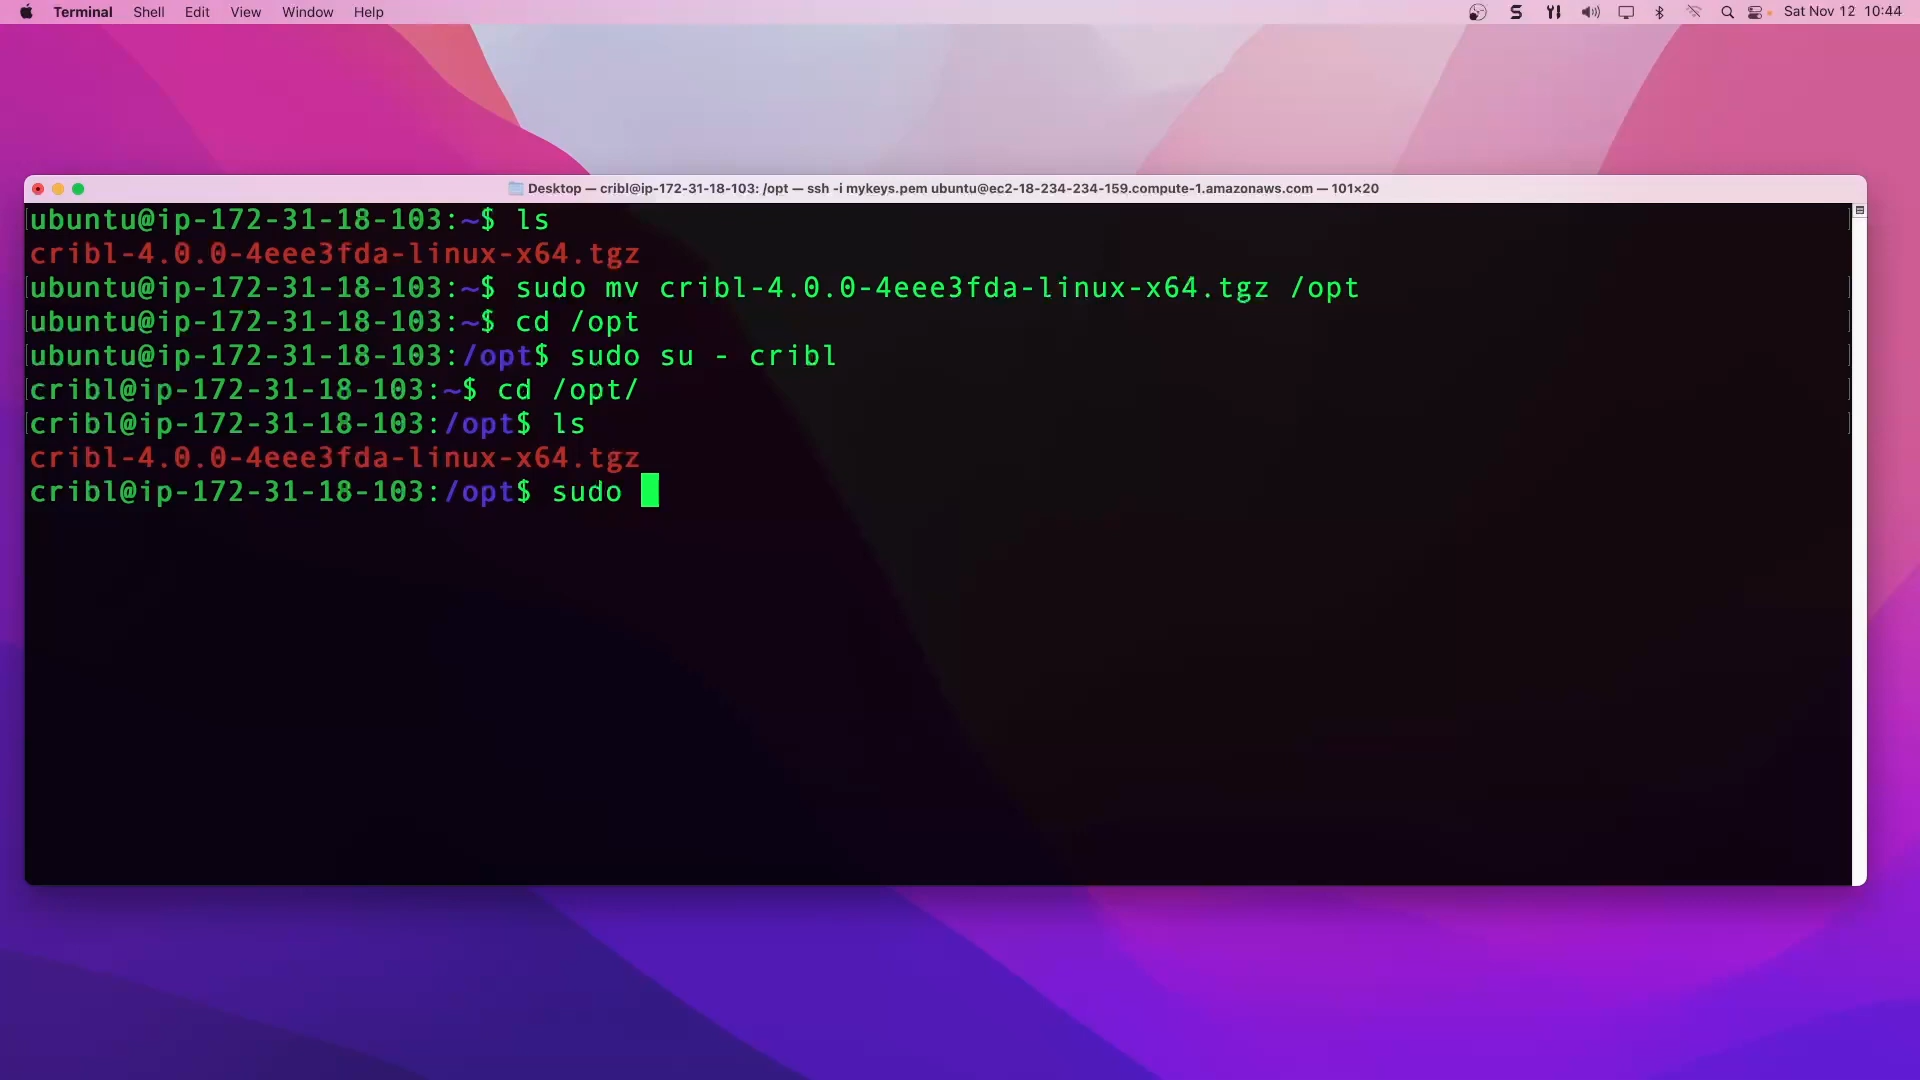 Terminal Shell Edit View Window Help Sat Nov 12 10:44
Desktop — cribl@ip-172-31-18-103: /opt — ssh -i mykeys.pem ubuntu@ec2-18-234-234-159.compute-1.amazonaws.com — 101×20
ubuntu@ip-172-31-18-103:~$ ls
cribl-4.0.0-4eee3fda-linux-x64.tgz
ubuntu@ip-172-31-18-103:~$ sudo mv cribl-4.0.0-4eee3fda-linux-x64.tgz /opt
ubuntu@ip-172-31-18-103:~$ cd /opt
ubuntu@ip-172-31-18-103:/opt$ sudo su - cribl
cribl@ip-172-31-18-103:~$ cd /opt/
cribl@ip-172-31-18-103:/opt$ ls
cribl-4.0.0-4eee3fda-linux-x64.tgz
cribl@ip-172-31-18-103:/opt$ sudo